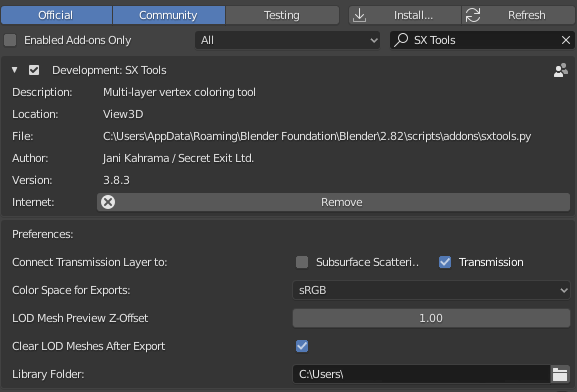 Official Community Testing Install... Refresh
Enabled Add-ons Only All SX Tools
Development: SX Tools
Description: Multi-layer vertex coloring tool
Location: View3D
File: C:\Users\AppData\Roaming\Blender Foundation\Blender\2.82\scripts\addons\sxtools.py
Author: Jani Kahrama / Secret Exit Ltd.
Version: 3.8.3
Internet: Remove
Preferences:
Connect Transmission Layer to: Subsurface Scatteri.. Transmission
Color Space for Exports: sRGB
LOD Mesh Preview Z-Offset 1.00
Clear LOD Meshes After Export
Library Folder: C:\Users\